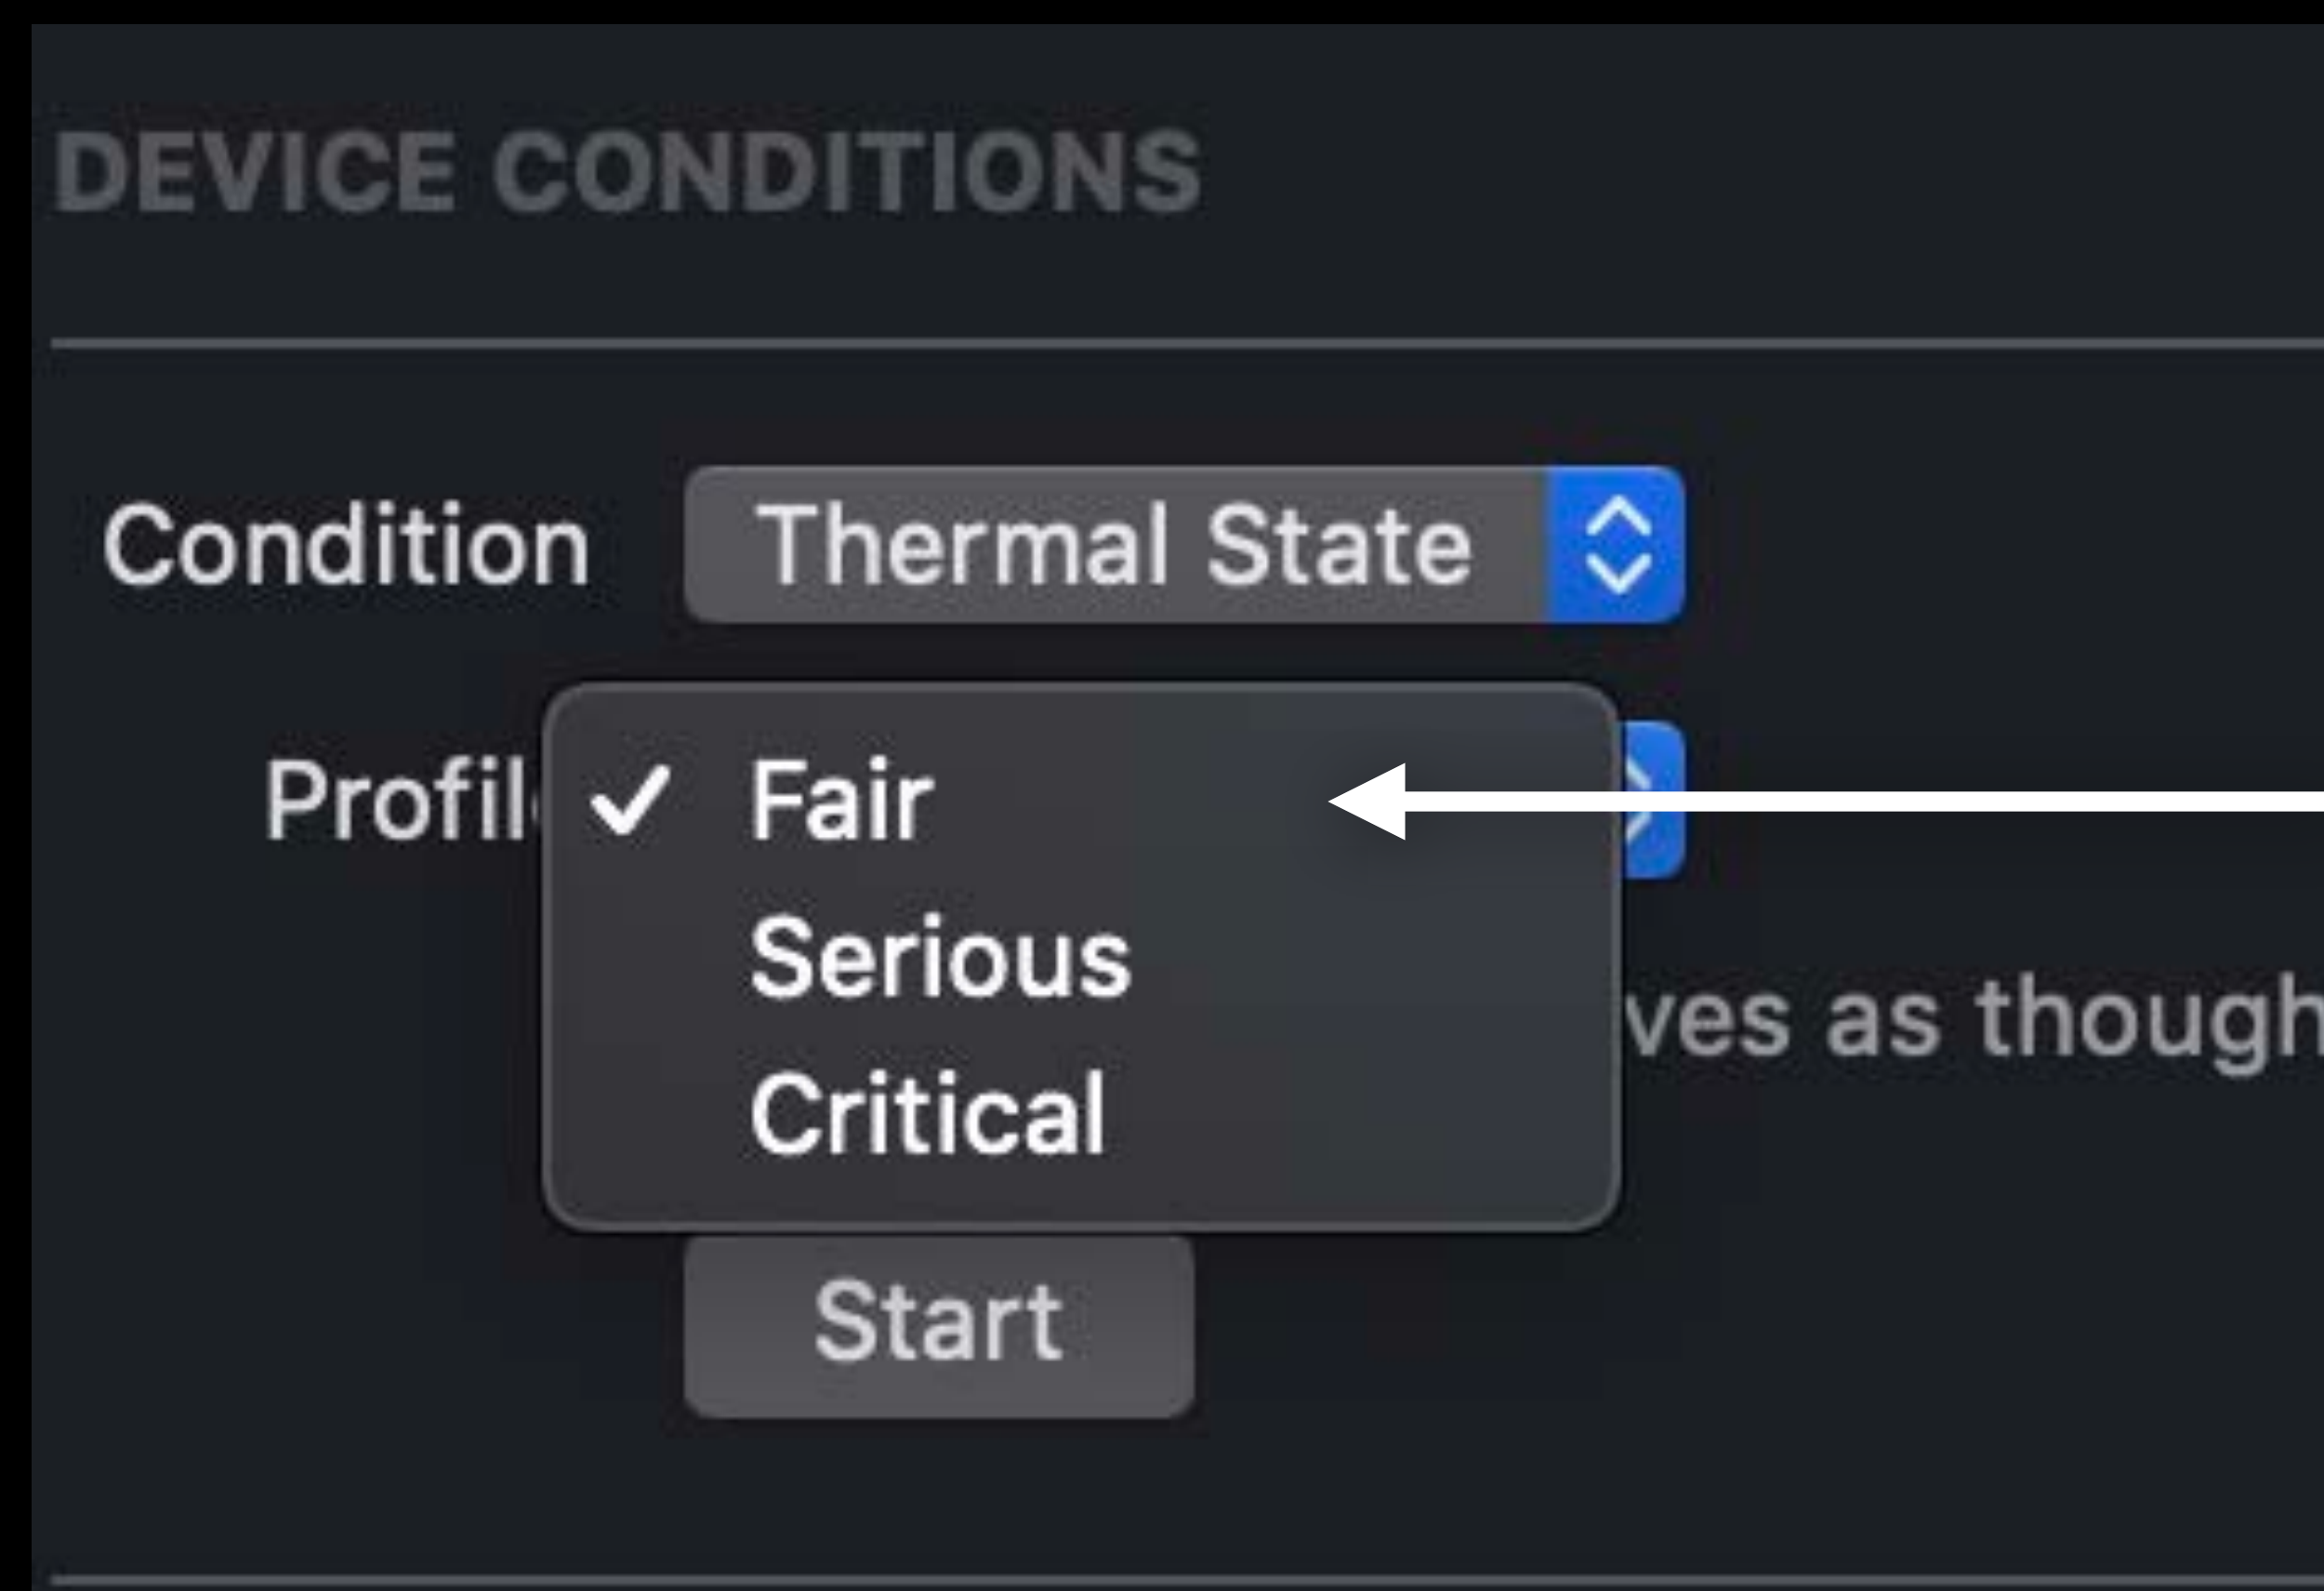 DEVICE CONDITIONS
Condition Thermal State
Profil Fair
Serious
ves as though
Critical
Start